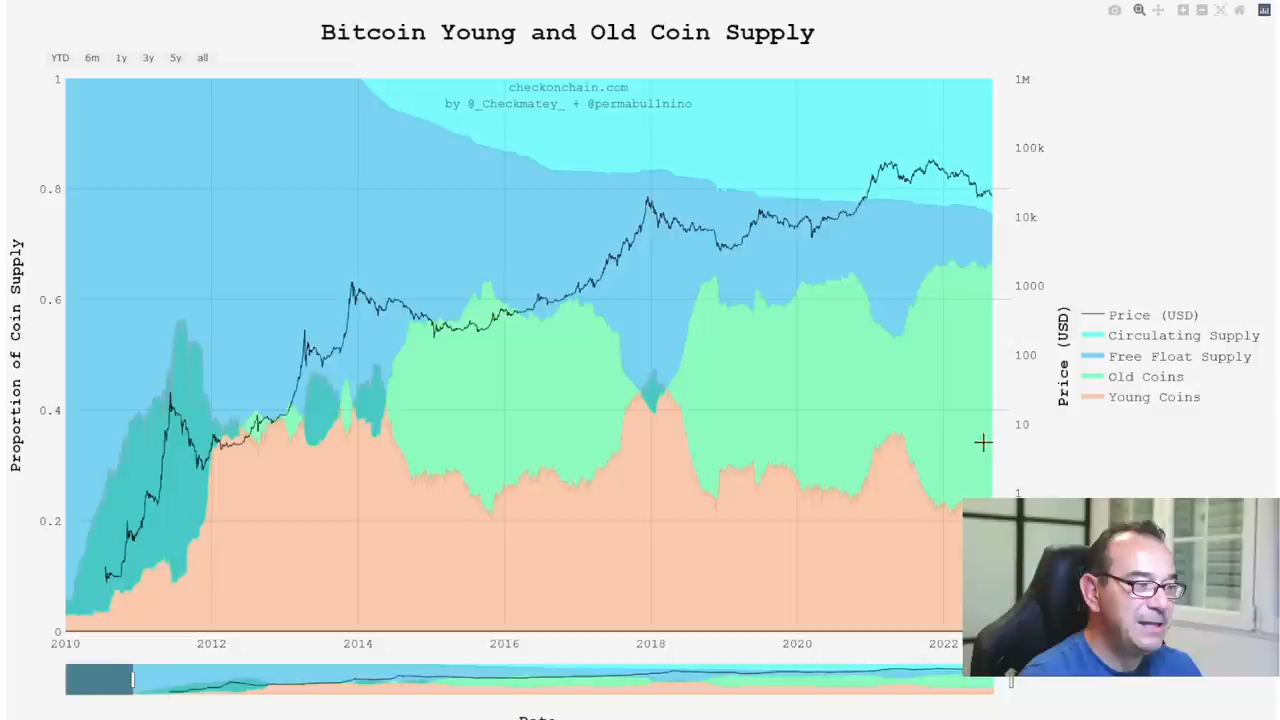 Bitcoin Young and Old Coin Supply
YTD 6m 1y 3y 5y all
checkonchain.com
by @_Checkmatey_ + @permabullnino
1
0.8
0.6
0.4
0.2
0
Proportion of Coin Supply
1M
100k
10k
1000
100
10
1
Price (USD)
Price (USD)
Circulating Supply
Free Float Supply
Old Coins
Young Coins
2010 2012 2014 2016 2018 2020 2022
Date